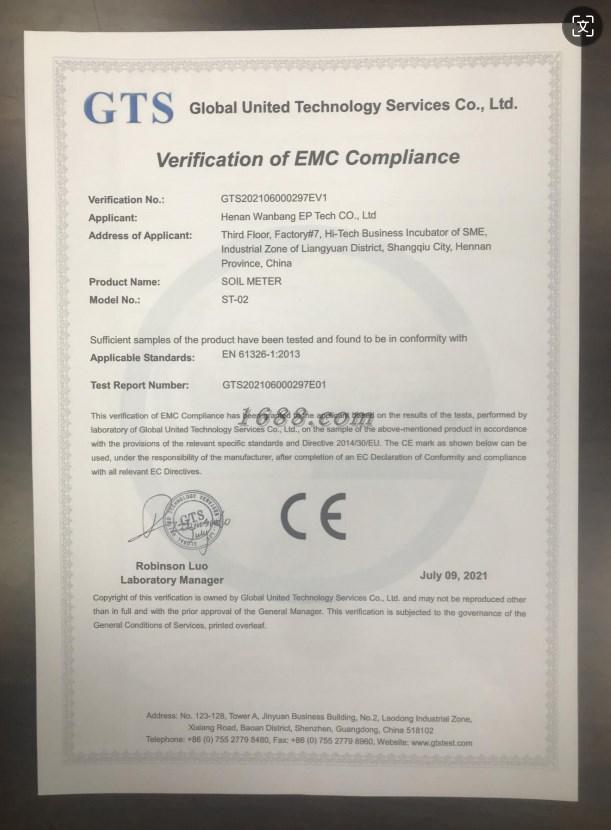 GTS Global United Technology Services Co., Ltd.
Verification of EMC Compliance
Verification No.: GTS202106000297EV1
Applicant: Henan Wanbang EP Tech CO., Ltd
Address of Applicant: Third Floor, Factory#7, Hi-Tech Business Incubator of SME,
Industrial Zone of Liangyuan District, Shangqiu City, Hennan
Province, China
Product Name: SOIL METER
Model No.: ST-02
Sufficient samples of the product have been tested and found to be in conformity with
Applicable Standards: EN 61326-1:2013
Test Report Number: GTS202106000297E01
This verification of EMC Compliance has been granted to the applicant based on the results of the tests, performed by
1688.com
laboratory of Global United Technology Services Co., Ltd., on the sample of the above-mentioned product in accordance
with the provisions of the relevant specific standards and Directive 2014/30/EU. The CE mark as shown below can be
used, under the responsibility of the manufacturer, after completion of an EC Declaration of Conformity and compliance
with all relevant EC Directives.
GTS
CE
Robinson Luo
Laboratory Manager
July 09, 2021
Copyright of this verification is owned by Global United Technology Services Co., Ltd. and may not be reproduced other
than in full and with the prior approval of the General Manager. This verification is subjected to the governance of the
General Conditions of Services, printed overleaf.
Address: No. 123-128, Tower A, Jinyuan Business Building, No.2, Laodong Industrial Zone,
Xixiang Road, Baoan District, Shenzhen, Guangdong, China 518102
Telephone: +86 (0) 755 2779 8480, Fax: +86 (0) 755 2779 8960, Website: www.gtstest.com